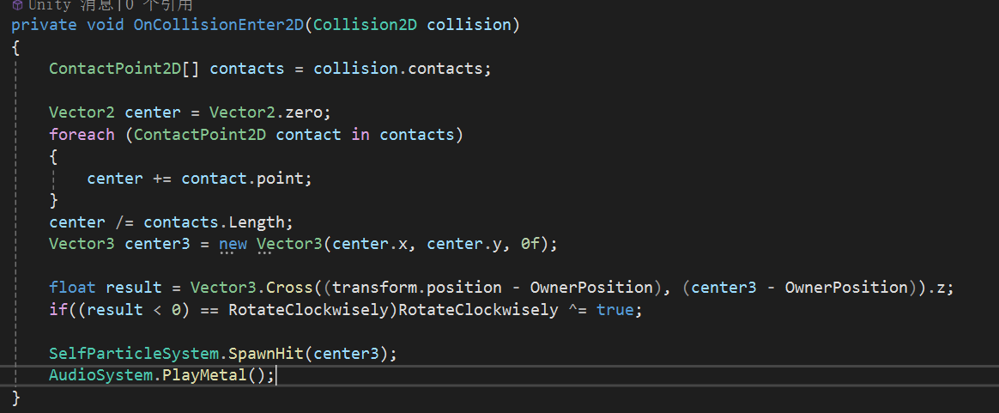 Unity 消息|0 个引用
private void OnCollisionEnter2D(Collision2D collision)
{
ContactPoint2D[] contacts = collision.contacts;
Vector2 center = Vector2.zero;
foreach (ContactPoint2D contact in contacts)
{
center += contact.point;
}
center /= contacts.Length;
Vector3 center3 = new Vector3(center.x, center.y, 0f);
float result = Vector3.Cross((transform.position - OwnerPosition), (center3 - OwnerPosition)).z;
if((result < 0) == RotateClockwisely)RotateClockwisely ^= true;
SelfParticleSystem.SpawnHit(center3);
AudioSystem.PlayMetal();
}